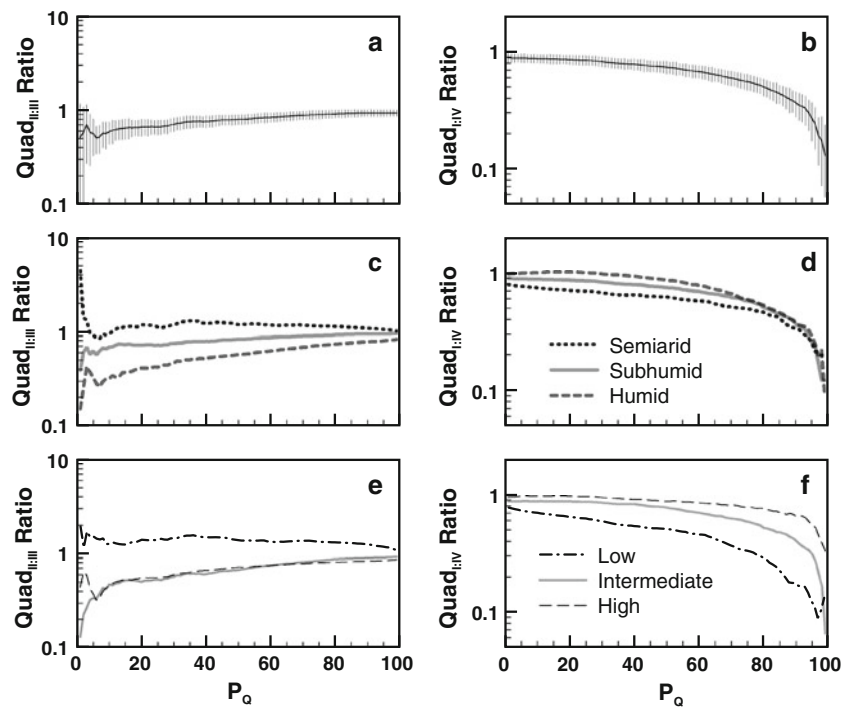 10
1
0.1
Quad II:III Ratio
a
1
0.1
Quad I:IV Ratio
b
10
1
0.1
Quad II:III Ratio
c
1
0.1
Quad I:IV Ratio
d
Semiarid
Subhumid
Humid
10
1
0.1
Quad II:III Ratio
e
0 20 40 60 80 100
P Q
1
0.1
Quad I:IV Ratio
f
Low
Intermediate
High
0 20 40 60 80 100
P Q